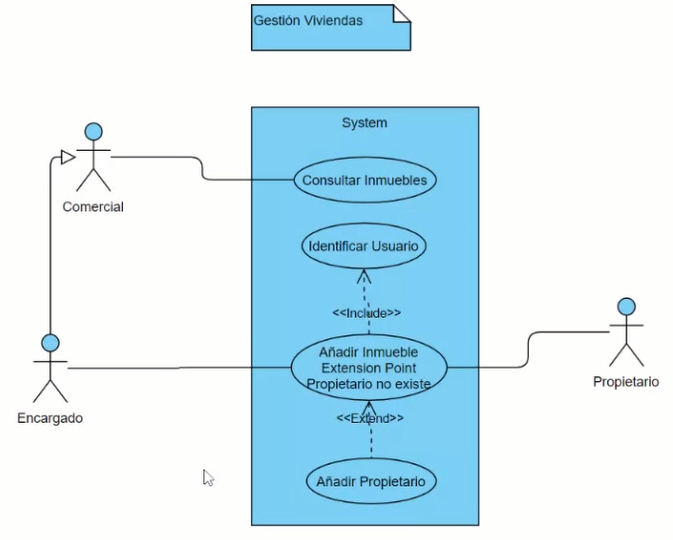 Gestión Viviendas
System
Comercial
Consultar Inmuebles
Identificar Usuario
<<Include>>
Añadir Inmueble
Extension Point
Propietario no existe
Encargado
Propietario
<<Extend>>
Añadir Propietario